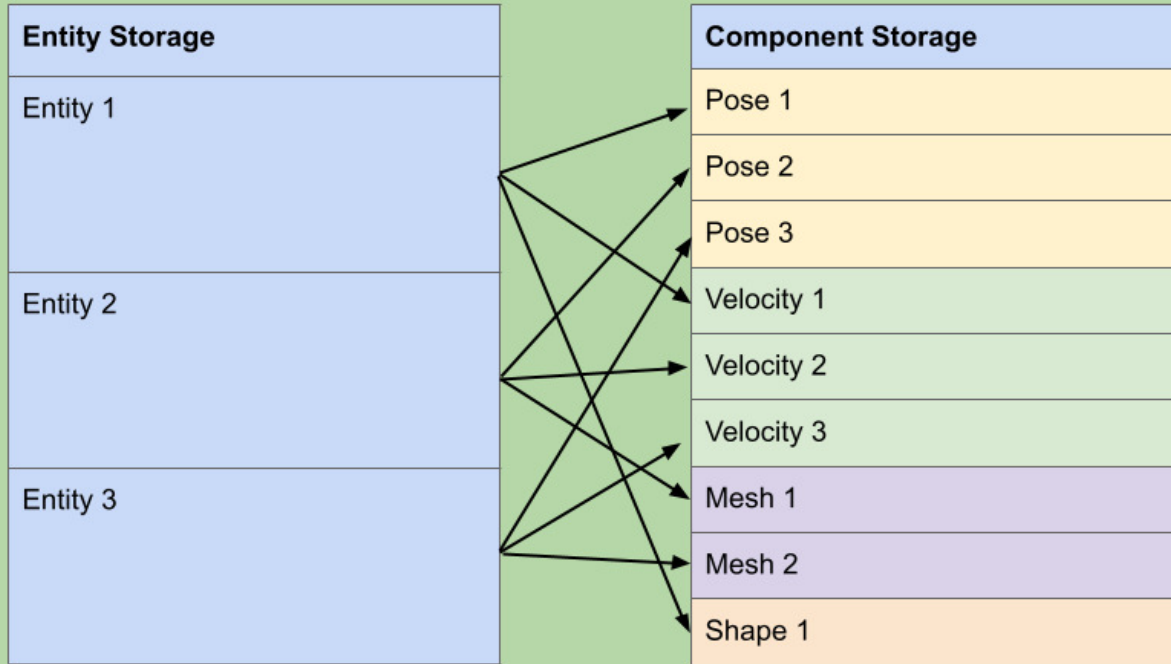 Entity Storage
Entity 1
Entity 2
Entity 3
Component Storage
Pose 1
Pose 2
Pose 3
Velocity 1
Velocity 2
Velocity 3
Mesh 1
Mesh 2
Shape 1